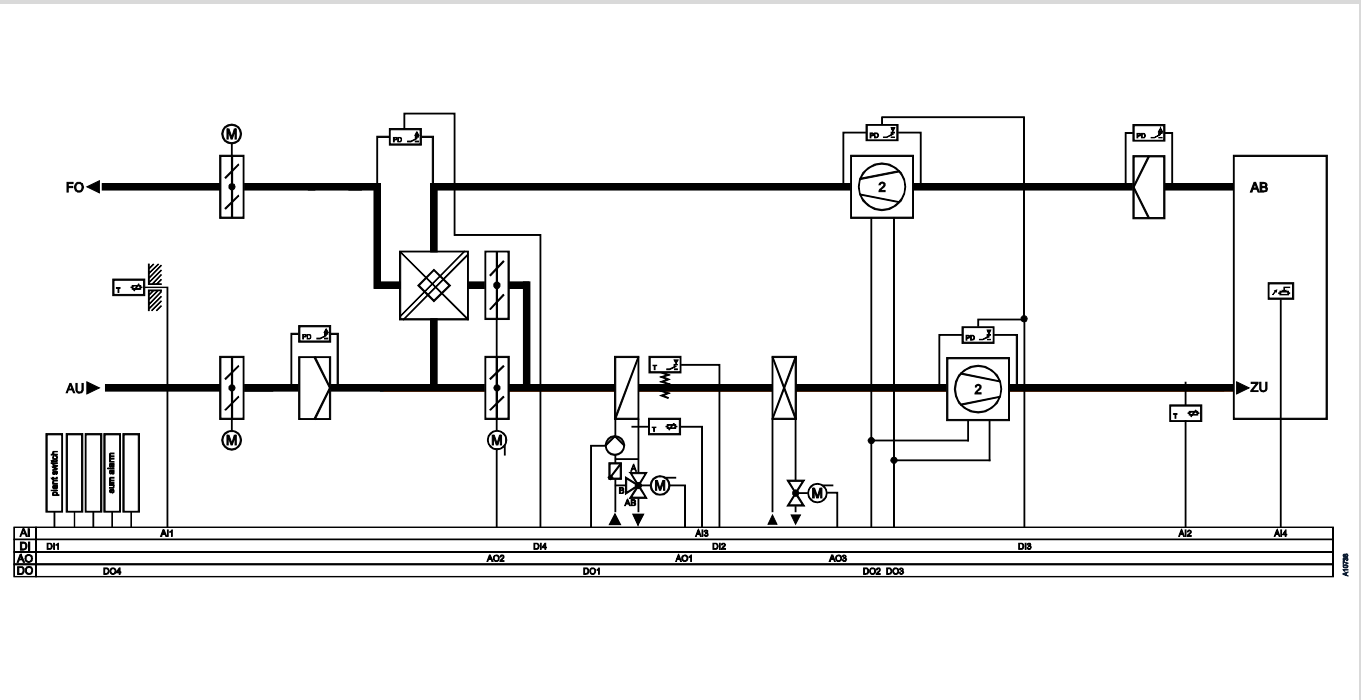 M
PD
PD
PD
FO
2
AB
T
PD
PD
AU
T
2
ZU
M
M
T
T
plant switch
sum alarm
A
B
M
AB
M
AI AI1 AI3 AI2 AI4
DI DI1 DI4 DI2 DI3
AO AO2 AO1 AO3
DO DO4 DO1 DO2 DO3
A10736